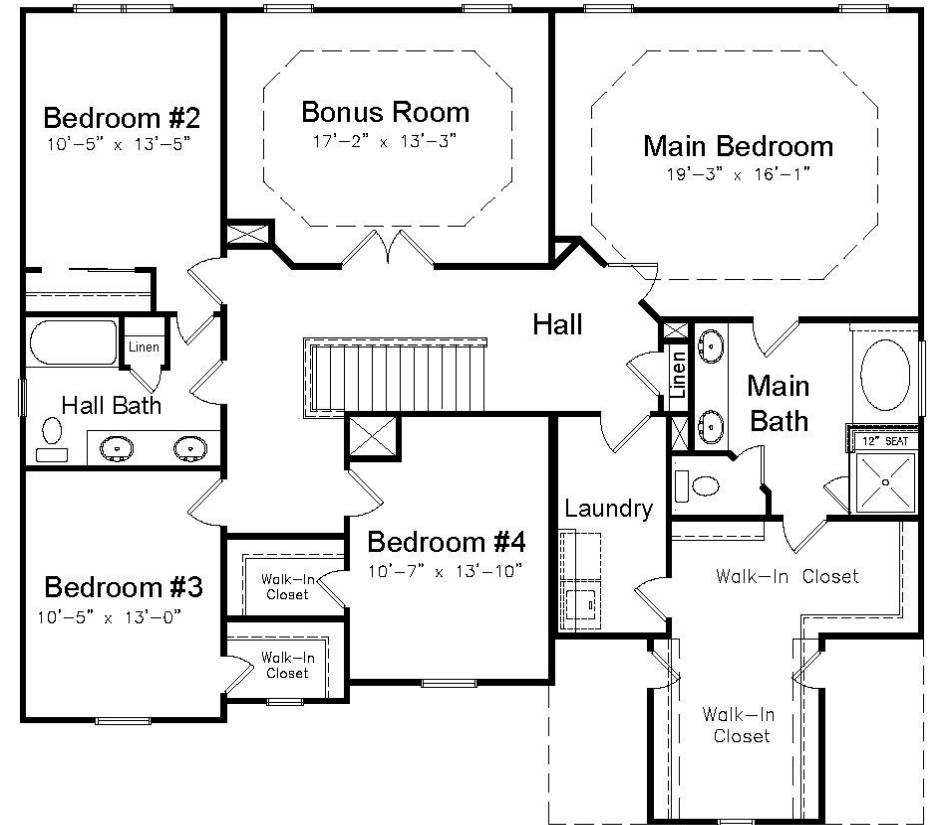 Bedroom #2
10'-5" x 13'-5"
Bonus Room
17'-2" x 13'-3"
Main Bedroom
19'-3" x 16'-1"
Hall
Linen
Hall Bath
Linen
Main
Bath
12" SEAT
Laundry
Bedroom #4
10'-7" x 13'-10"
Bedroom #3
10'-5" x 13'-0"
Walk-In
Closet
Walk-In
Closet
Walk-In Closet
Walk-In
Closet